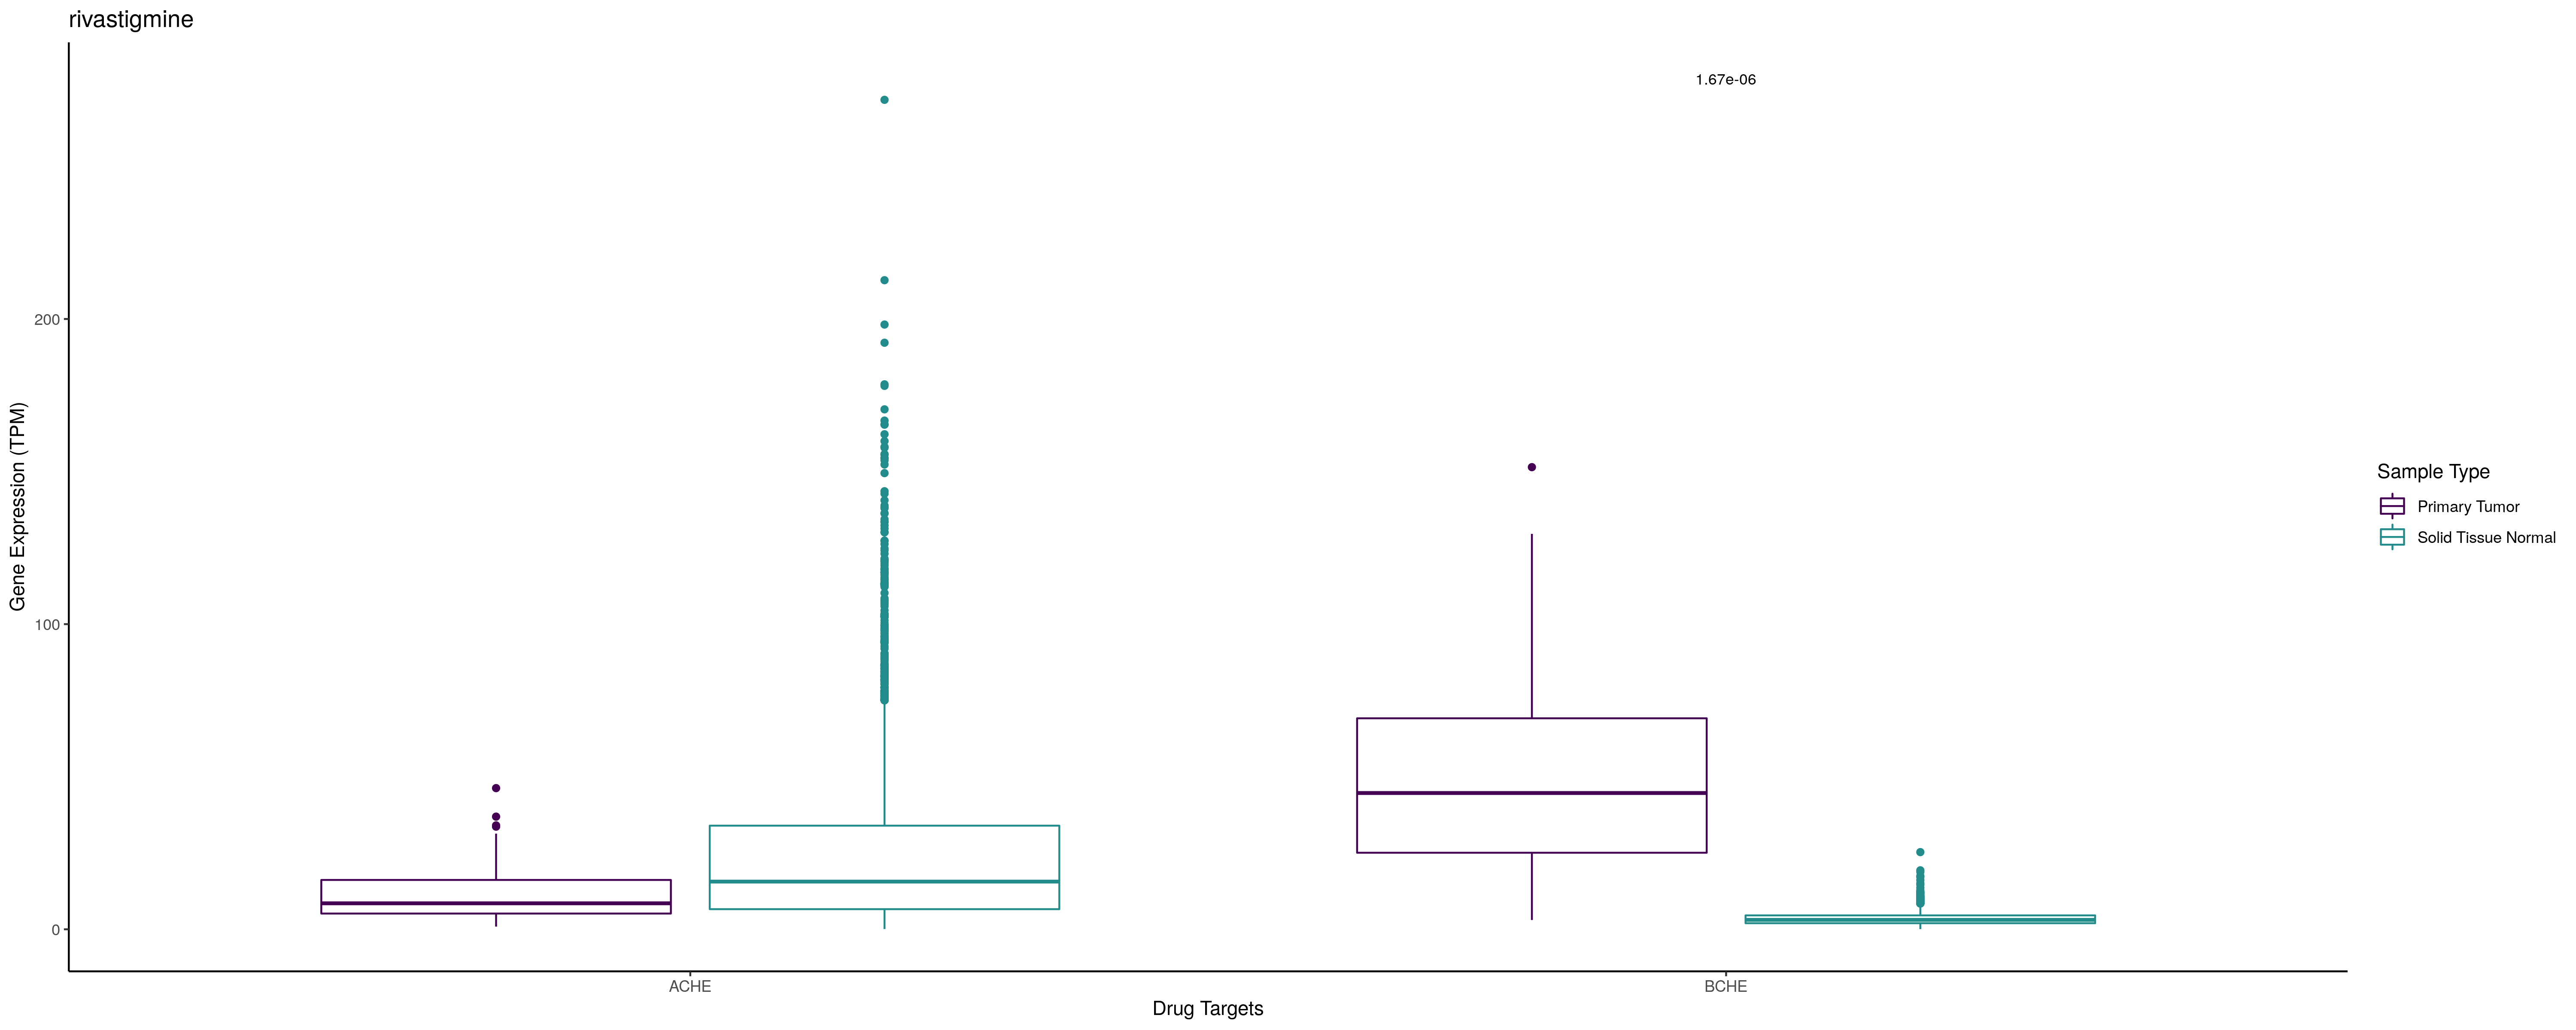 rivastigmine
1.67e-06
200
100
0
Gene Expression (TPM)
ACHE
BCHE
Drug Targets
Sample Type
Primary Tumor
Solid Tissue Normal